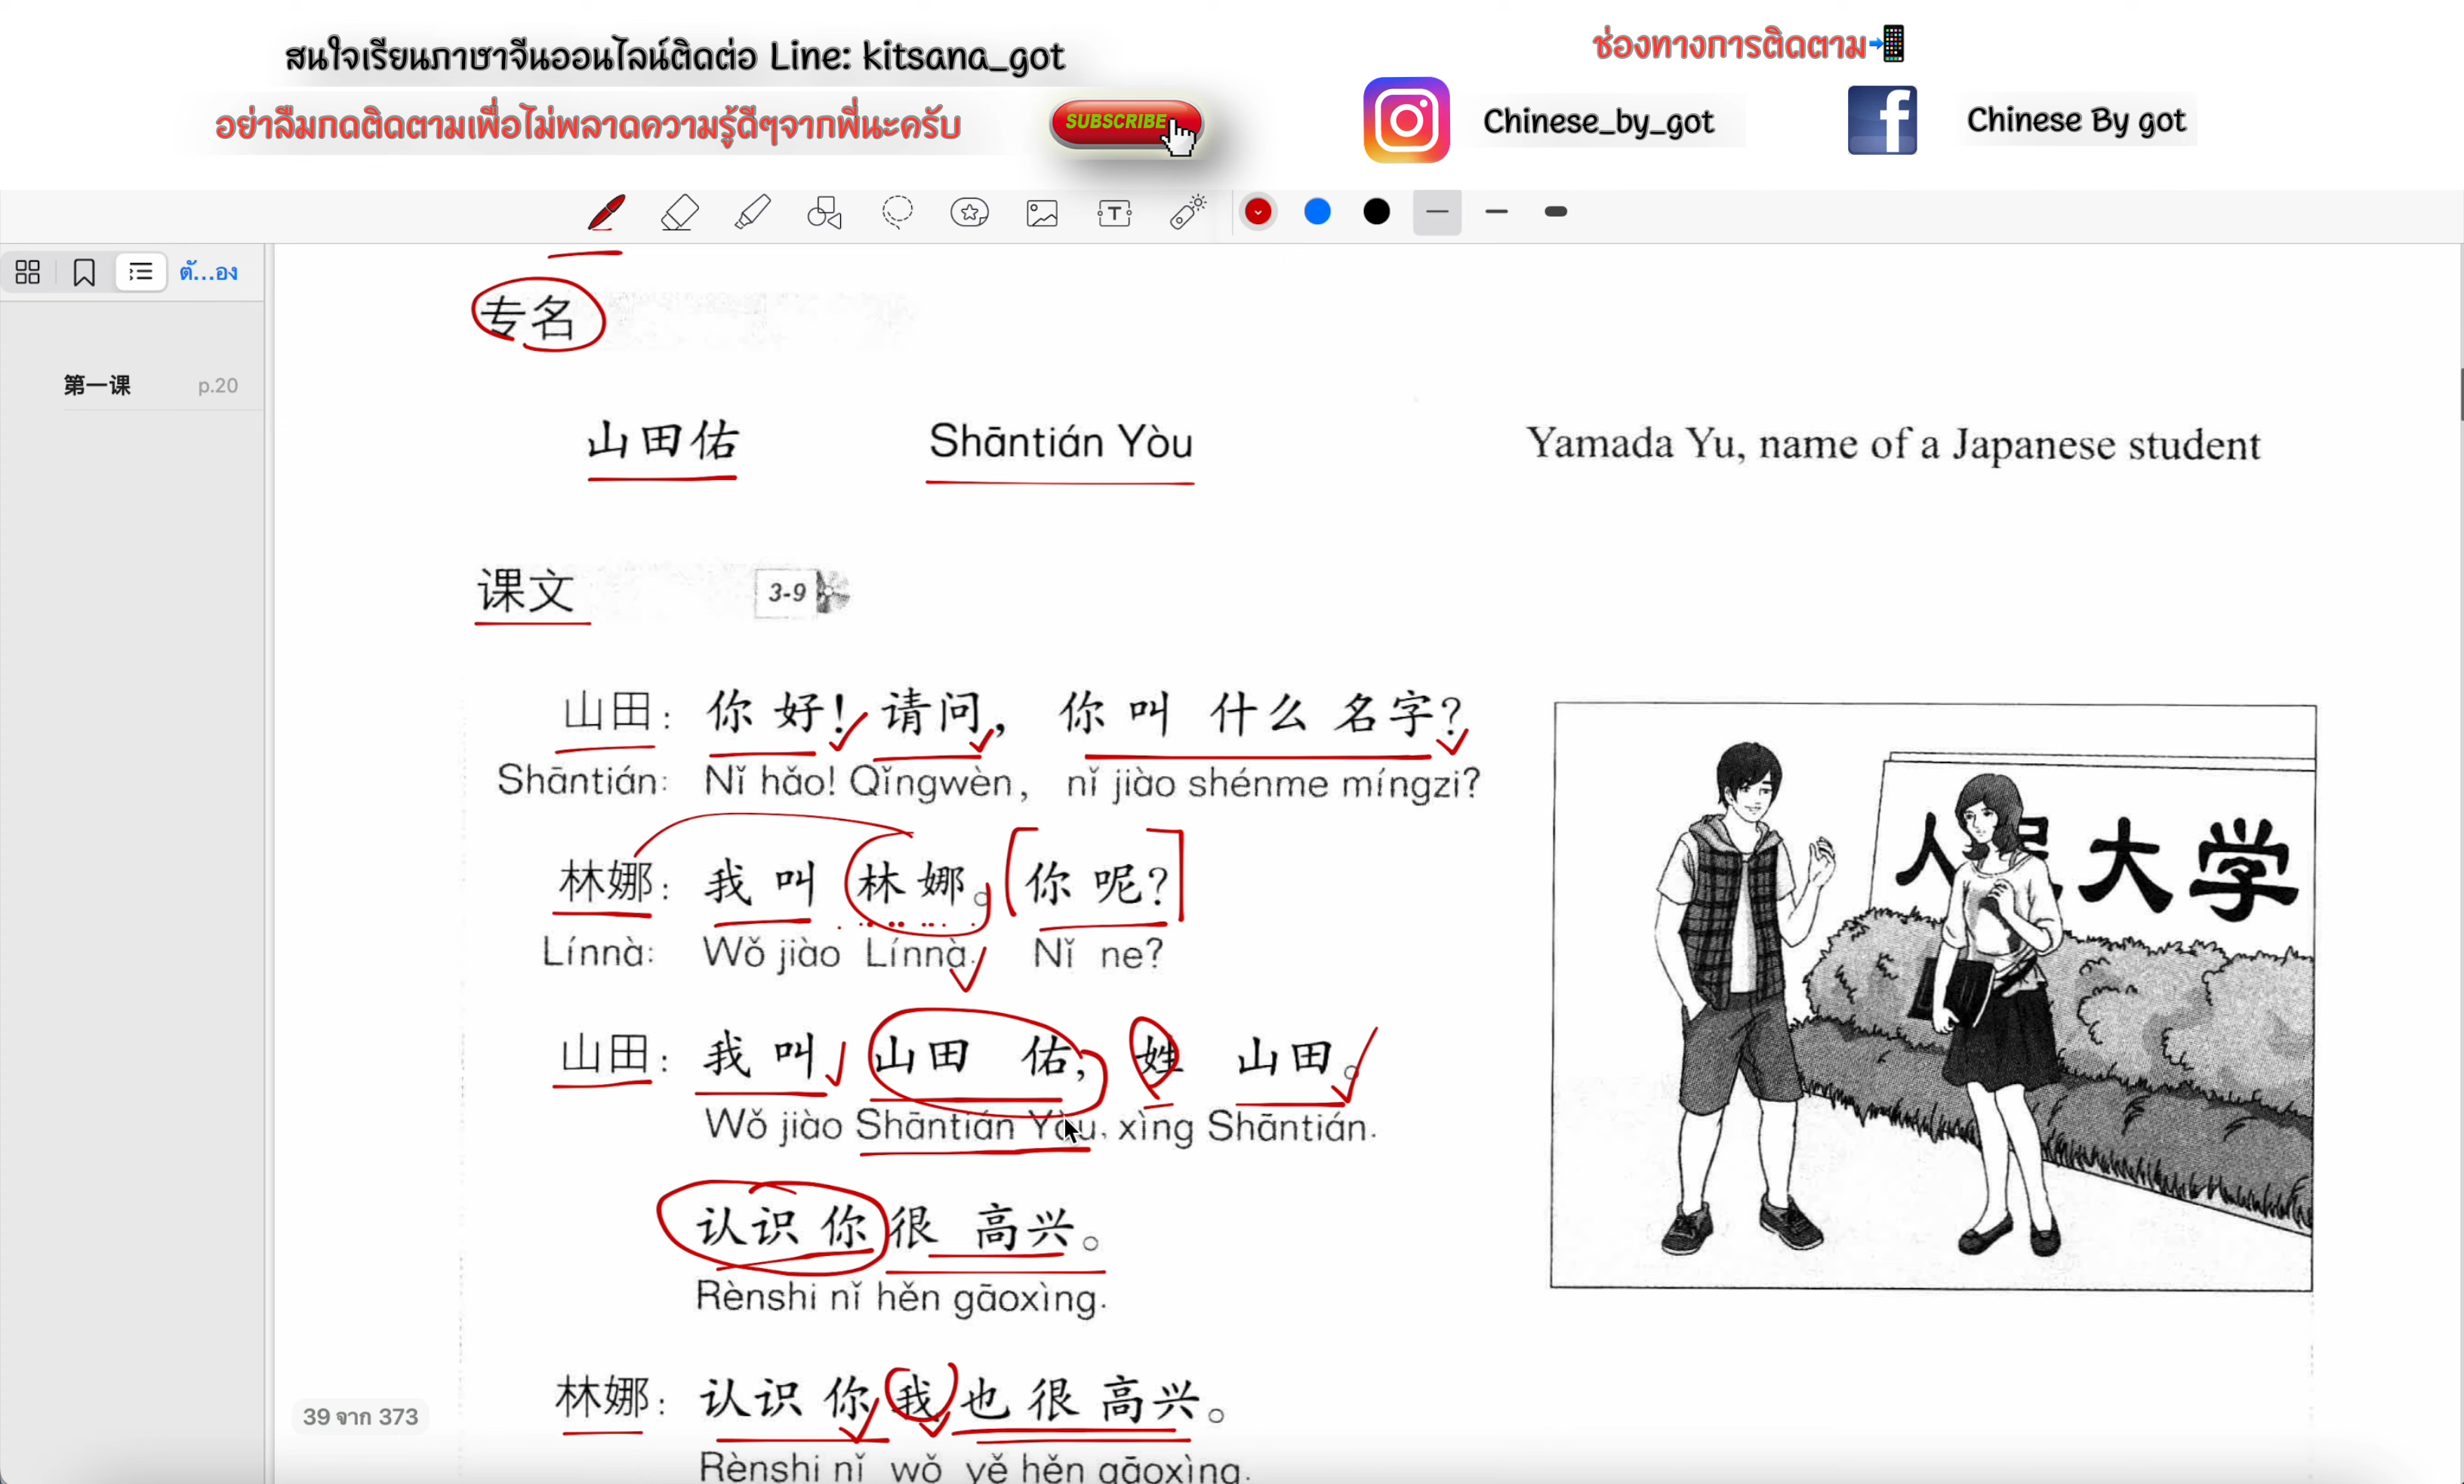 สนใจเรียนภาษาจีนออนไลน์ติดต่อ Line: kitsana_got
ช่องทางการติดตาม
อย่าลืมกดติดตามเพื่อไม่พลาดความรู้ดีๆจากพี่นะครับ
SUBSCRIBE
Chinese_by_got
Chinese By got
ตั...อง
第一课 p.20
专名
山田佑 Shāntián Yòu Yamada Yu, name of a Japanese student
课文 3-9
山田： 你好！请问， 你叫什么名字？
Shāntián: Nǐ hǎo! Qǐngwèn, nǐ jiào shénme míngzi?
林娜： 我叫林娜。你呢？
Línnà: Wǒ jiào Línnà. Nǐ ne?
山田： 我叫山田 佑，姓 山田。
Wǒ jiào Shāntián Yòu, xìng Shāntián.
认识你很高兴。
Rènshi nǐ hěn gāoxìng.
林娜： 认识你我也很高兴。
Rènshi nǐ wǒ yě hěn gāoxìng.
大学
39 จาก 373